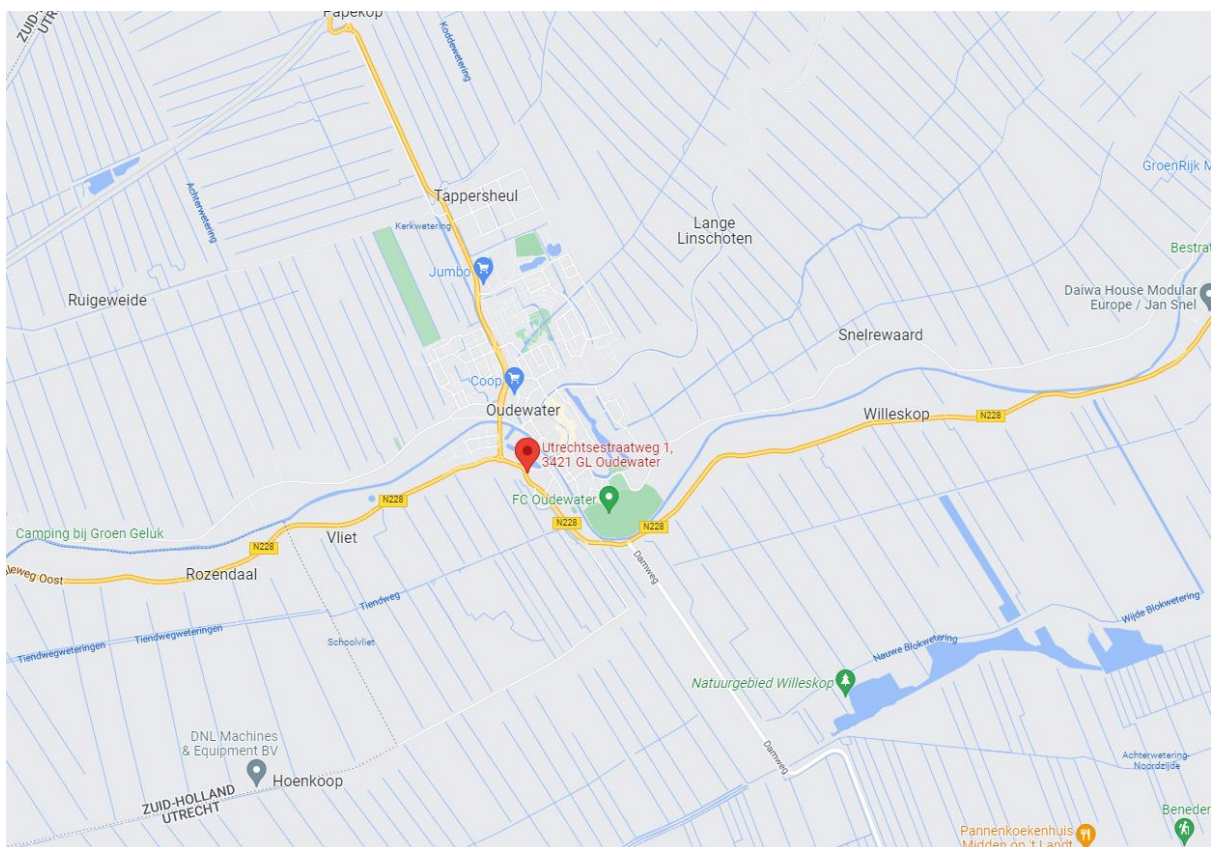 Papekop
ZUID-
UTR
Koddewetering
Tappersheul
Achterwetering
Kerkwetering
Lange
Linschoten
GroenRijk M
Jumbo
Bestrat
Ruigeweide
Daiwa House Modular
Europe / Jan Snel
Snelrewaard
Coop
Oudewater
Willeskop
N228
Utrechtsestraatweg 1,
3421 GL Oudewater
FC Oudewater
N228
N228
N228
Camping bij Groen Geluk
Vliet
N228
Rozendaal
leweg Oost
Damweg
Tiendweg
Tiendwegweteringen
Tiendwegweteringen
Schoolvliet
Wijde Blokwetering
Nauwe Blokwetering
Natuurgebied Willeskop
DNL Machines
& Equipment BV
Hoenkoop
Damweg
Achterwetering-
Noordzijde
ZUID-HOLLAND
UTRECHT
Beneden
Pannenkoekenhuis
Midden op 't Landt